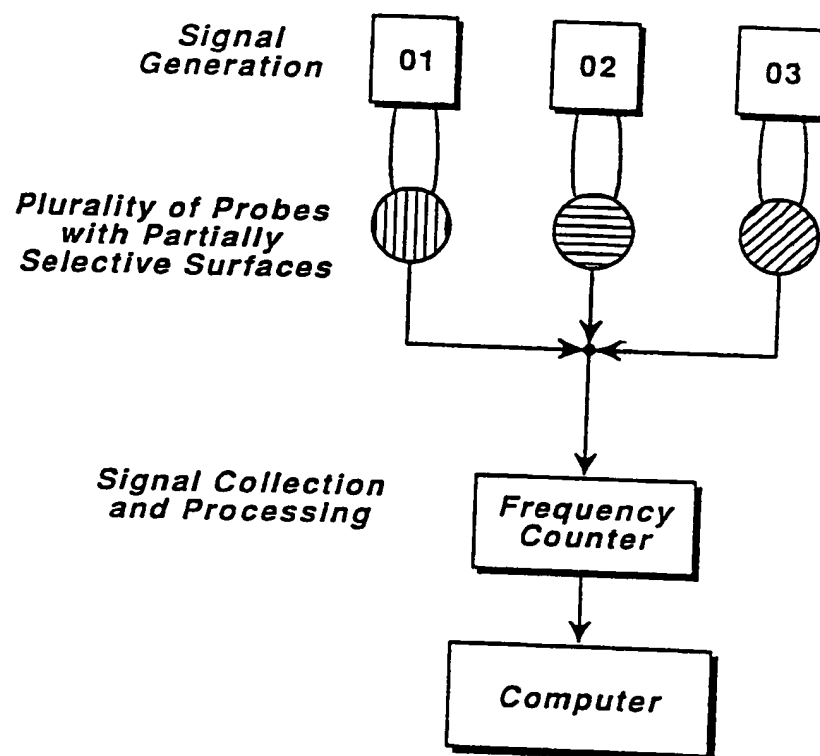 Signal
Generation
01
02
03
Plurality of Probes
with Partially
Selective Surfaces
Signal Collection
and Processing
Frequency
Counter
Computer